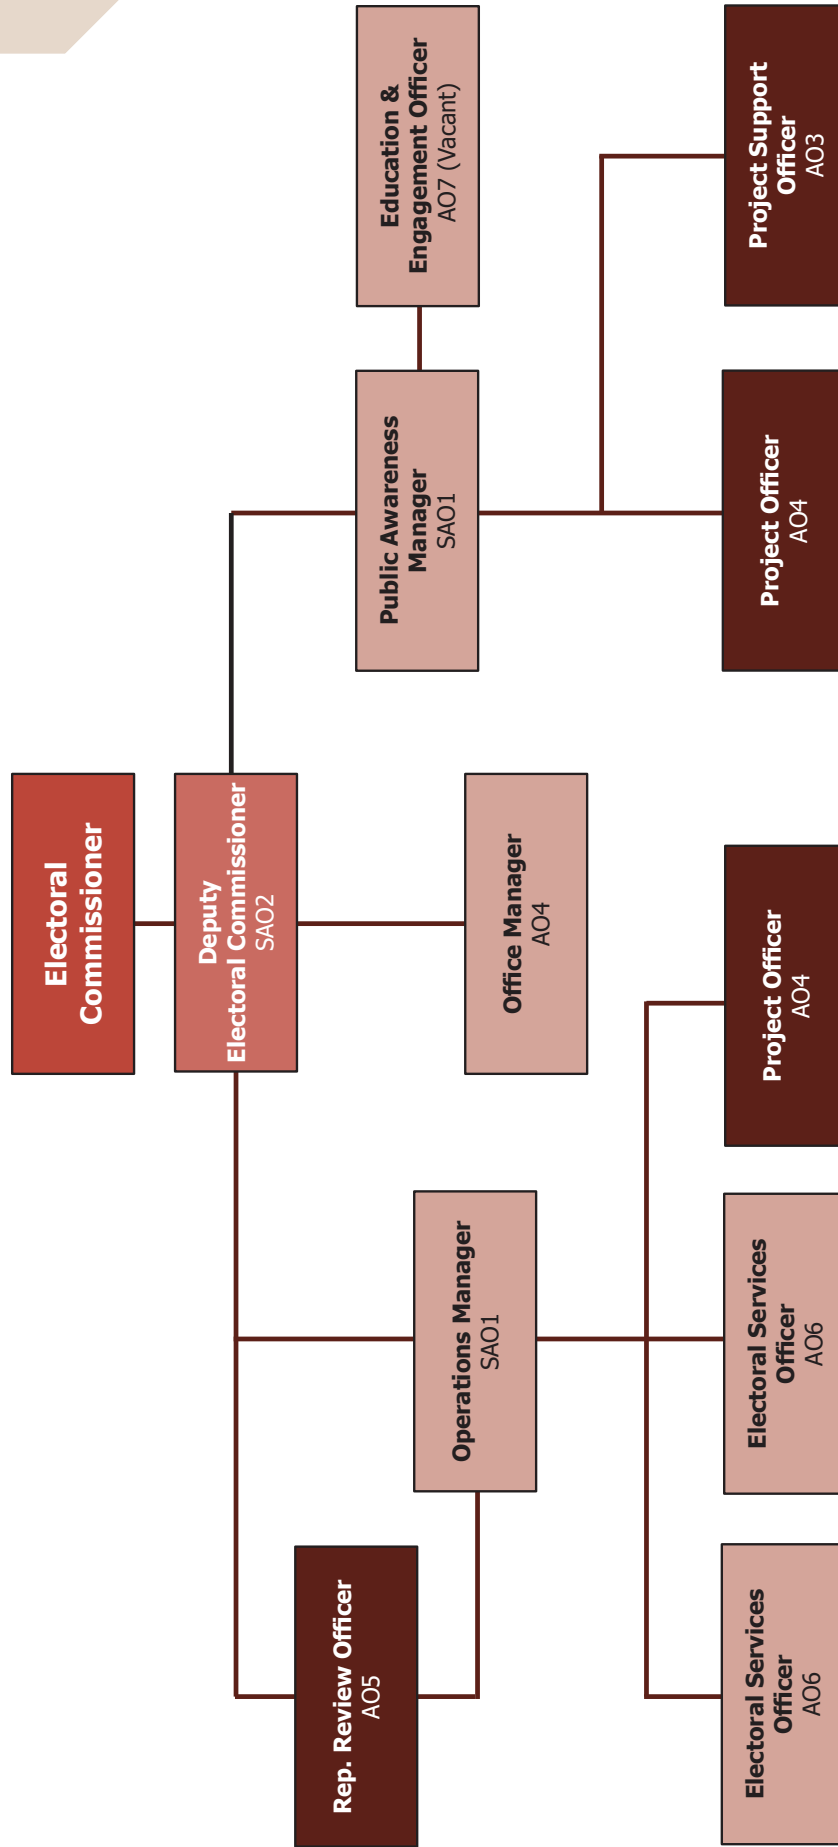 Electoral
Commissioner
Deputy
Electoral Commissioner
SAO2
Rep. Review Officer
AO5
Operations Manager
SAO1
Office Manager
AO4
Public Awareness
Manager
SAO1
Education &
Engagement Officer
AO7 (Vacant)
Electoral Services
Officer
AO6
Electoral Services
Officer
AO6
Project Officer
AO4
Project Officer
AO4
Project Support
Officer
AO3